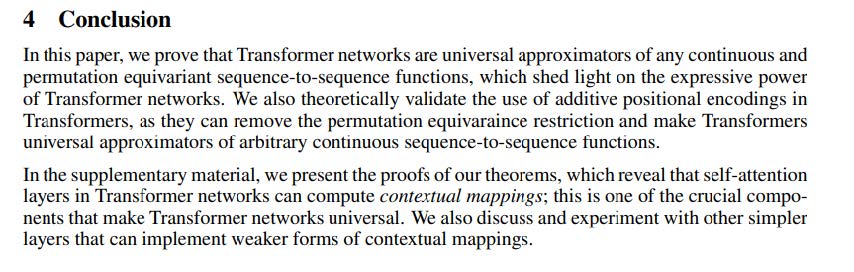 4 Conclusion
In this paper, we prove that Transformer networks are universal approximators of any continuous and
permutation equivariant sequence-to-sequence functions, which shed light on the expressive power
of Transformer networks. We also theoretically validate the use of additive positional encodings in
Transformers, as they can remove the permutation equivaraince restriction and make Transformers
universal approximators of arbitrary continuous sequence-to-sequence functions.
In the supplementary material, we present the proofs of our theorems, which reveal that self-attention
layers in Transformer networks can compute contextual mappings; this is one of the crucial compo-
nents that make Transformer networks universal. We also discuss and experiment with other simpler
layers that can implement weaker forms of contextual mappings.